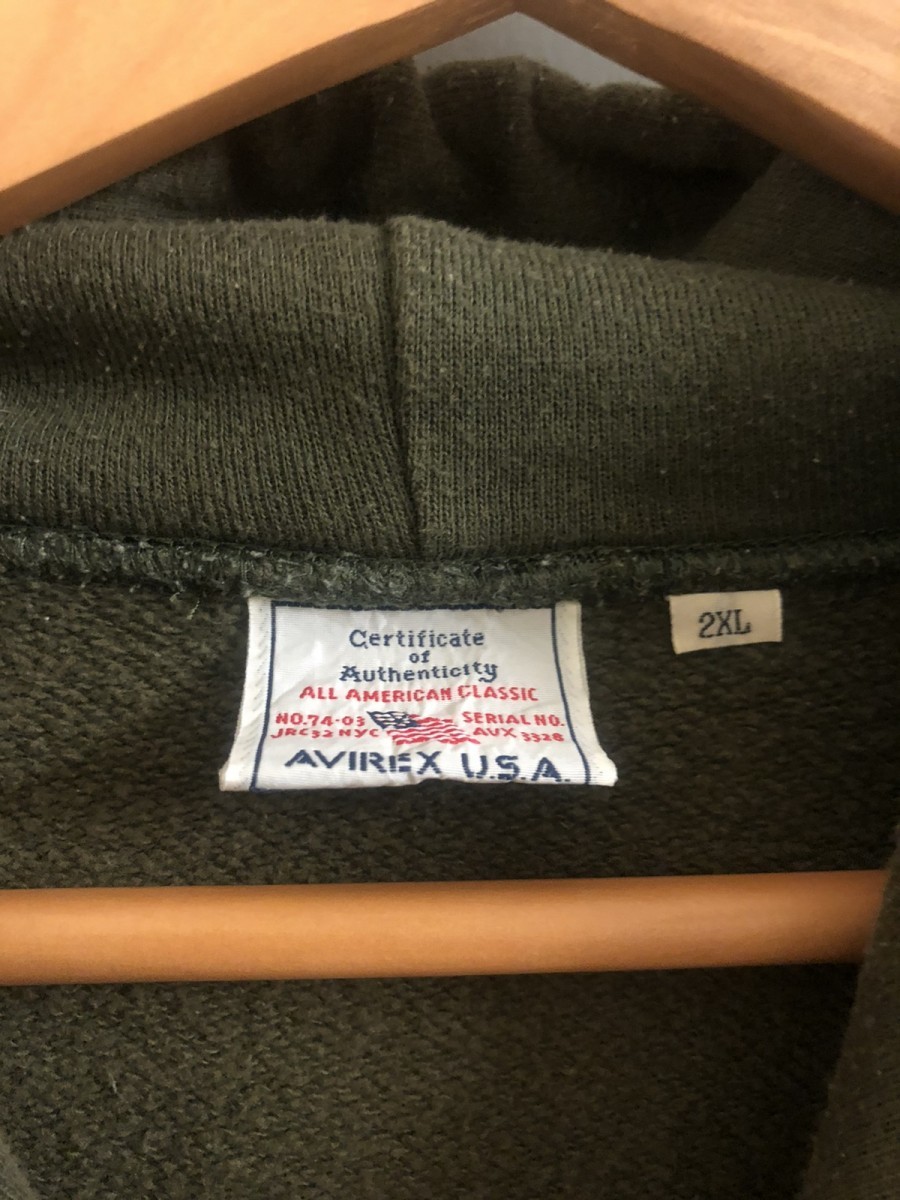 Certificate
of
Authenticity
ALL AMERICAN CLASSIC
NO.74-03 SERIAL NO.
JRC32 NYC AVX 3328
AVIREX U.S.A.
2XL